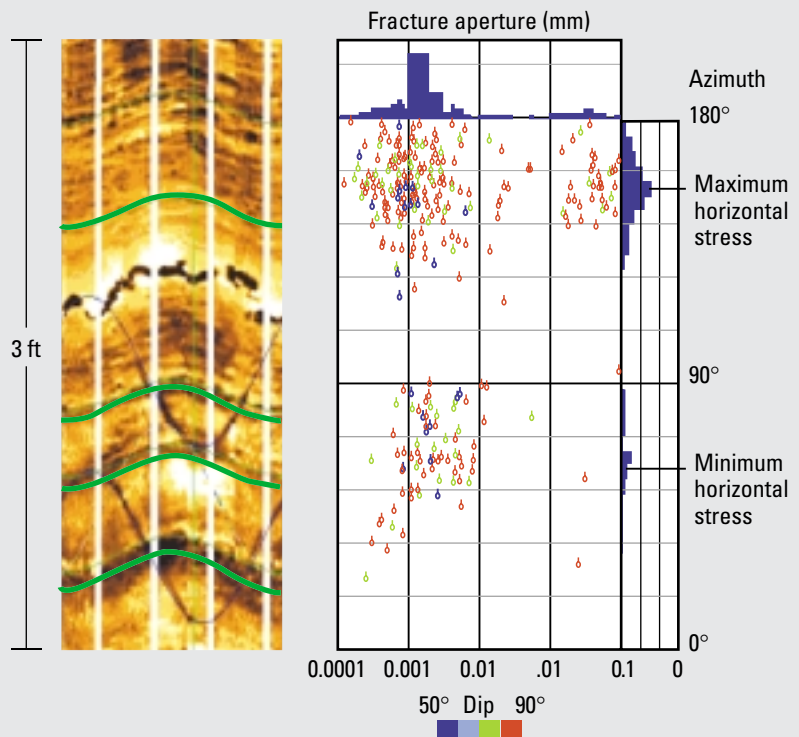 Fracture aperture (mm)
Azimuth
180°
Maximum
horizontal
stress
3 ft
90°
Minimum
horizontal
stress
0°
0.0001 0.001 0.01 .01 0.1 0
50° Dip 90°